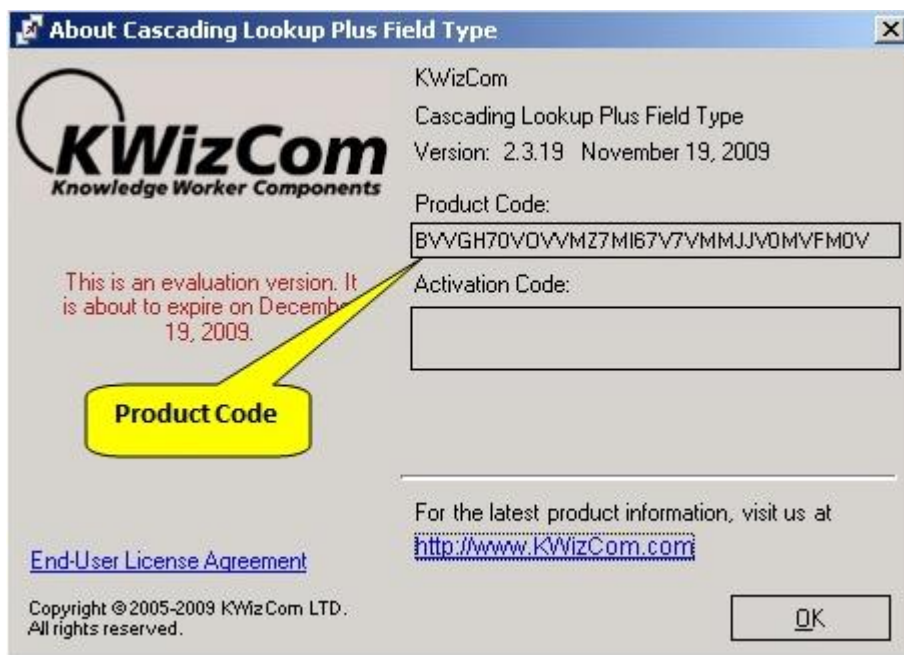 About Cascading Lookup Plus Field Type
KWizCom
Knowledge Worker Components
This is an evaluation version. It
is about to expire on December
19, 2009.
Product Code
End-User License Agreement
Copyright © 2005-2009 KWizCom LTD.
All rights reserved.
KWizCom
Cascading Lookup Plus Field Type
Version: 2.3.19 November 19, 2009
Product Code:
Activation Code:
For the latest product information, visit us at
http://www.KWizCom.com
OK